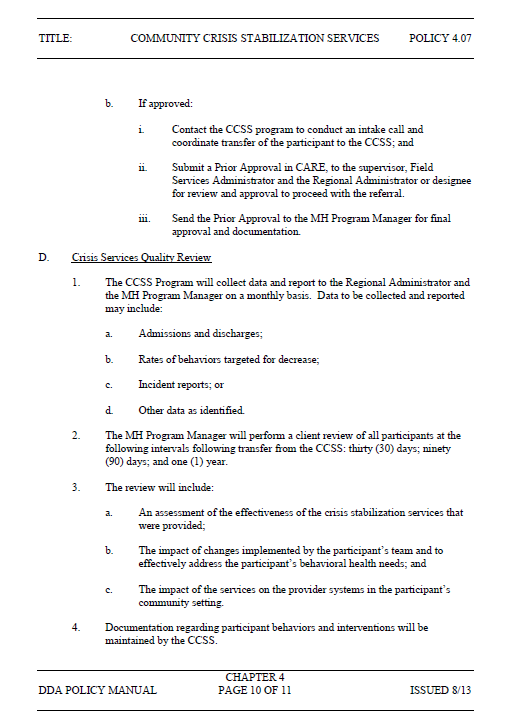 TITLE: COMMUNITY CRISIS STABILIZATION SERVICES POLICY 4.07
b. If approved:
i. Contact the CCSS program to conduct an intake call and
coordinate transfer of the participant to the CCSS; and
ii. Submit a Prior Approval in CARE, to the supervisor, Field
Services Administrator and the Regional Administrator or designee
for review and approval to proceed with the referral.
iii. Send the Prior Approval to the MH Program Manager for final
approval and documentation.
D. Crisis Services Quality Review
1. The CCSS Program will collect data and report to the Regional Administrator and
the MH Program Manager on a monthly basis. Data to be collected and reported
may include:
a. Admissions and discharges;
b. Rates of behaviors targeted for decrease;
c. Incident reports; or
d. Other data as identified.
2. The MH Program Manager will perform a client review of all participants at the
following intervals following transfer from the CCSS: thirty (30) days; ninety
(90) days; and one (1) year.
3. The review will include:
a. An assessment of the effectiveness of the crisis stabilization services that
were provided;
b. The impact of changes implemented by the participant's team and to
effectively address the participant's behavioral health needs; and
c. The impact of the services on the provider systems in the participant's
community setting.
4. Documentation regarding participant behaviors and interventions will be
maintained by the CCSS.
CHAPTER 4
DDA POLICY MANUAL PAGE 10 OF 11 ISSUED 8/13